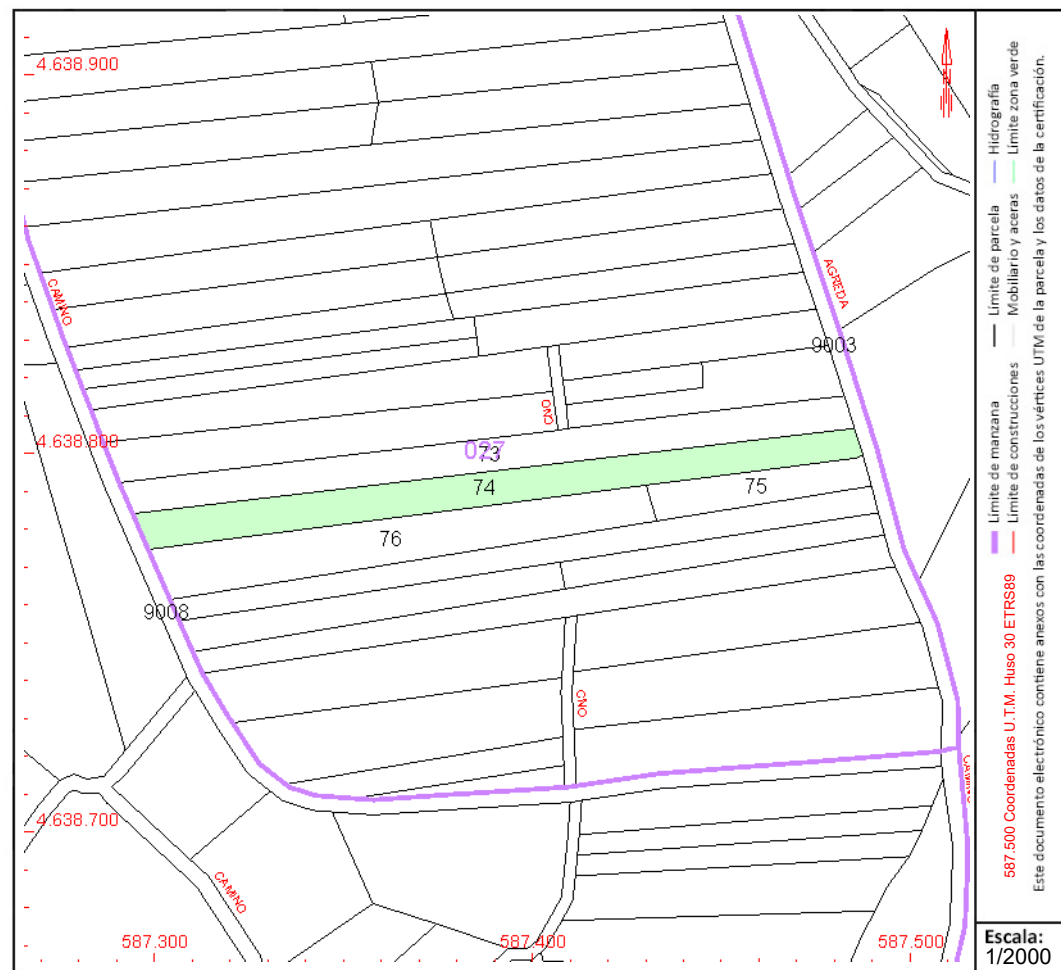 4.638.900
CAMINO
AGREDA
9003
CNO
4.638.800
027
73
74
75
76
9008
CNO
CAMINO
4.638.700
CAMINO
587.300
587.400
587.500
Límite de manzana
Límite de parcela
Hidrografía
Límite de construcciones
Mobiliario y aceras
Límite zona verde
587.500 Coordenadas U.T.M. Huso 30 ETRS89
Este documento electrónico contiene anexos con las coordenadas de los vértices UTM de la parcela y los datos de la certificación.
Escala:
1/2000